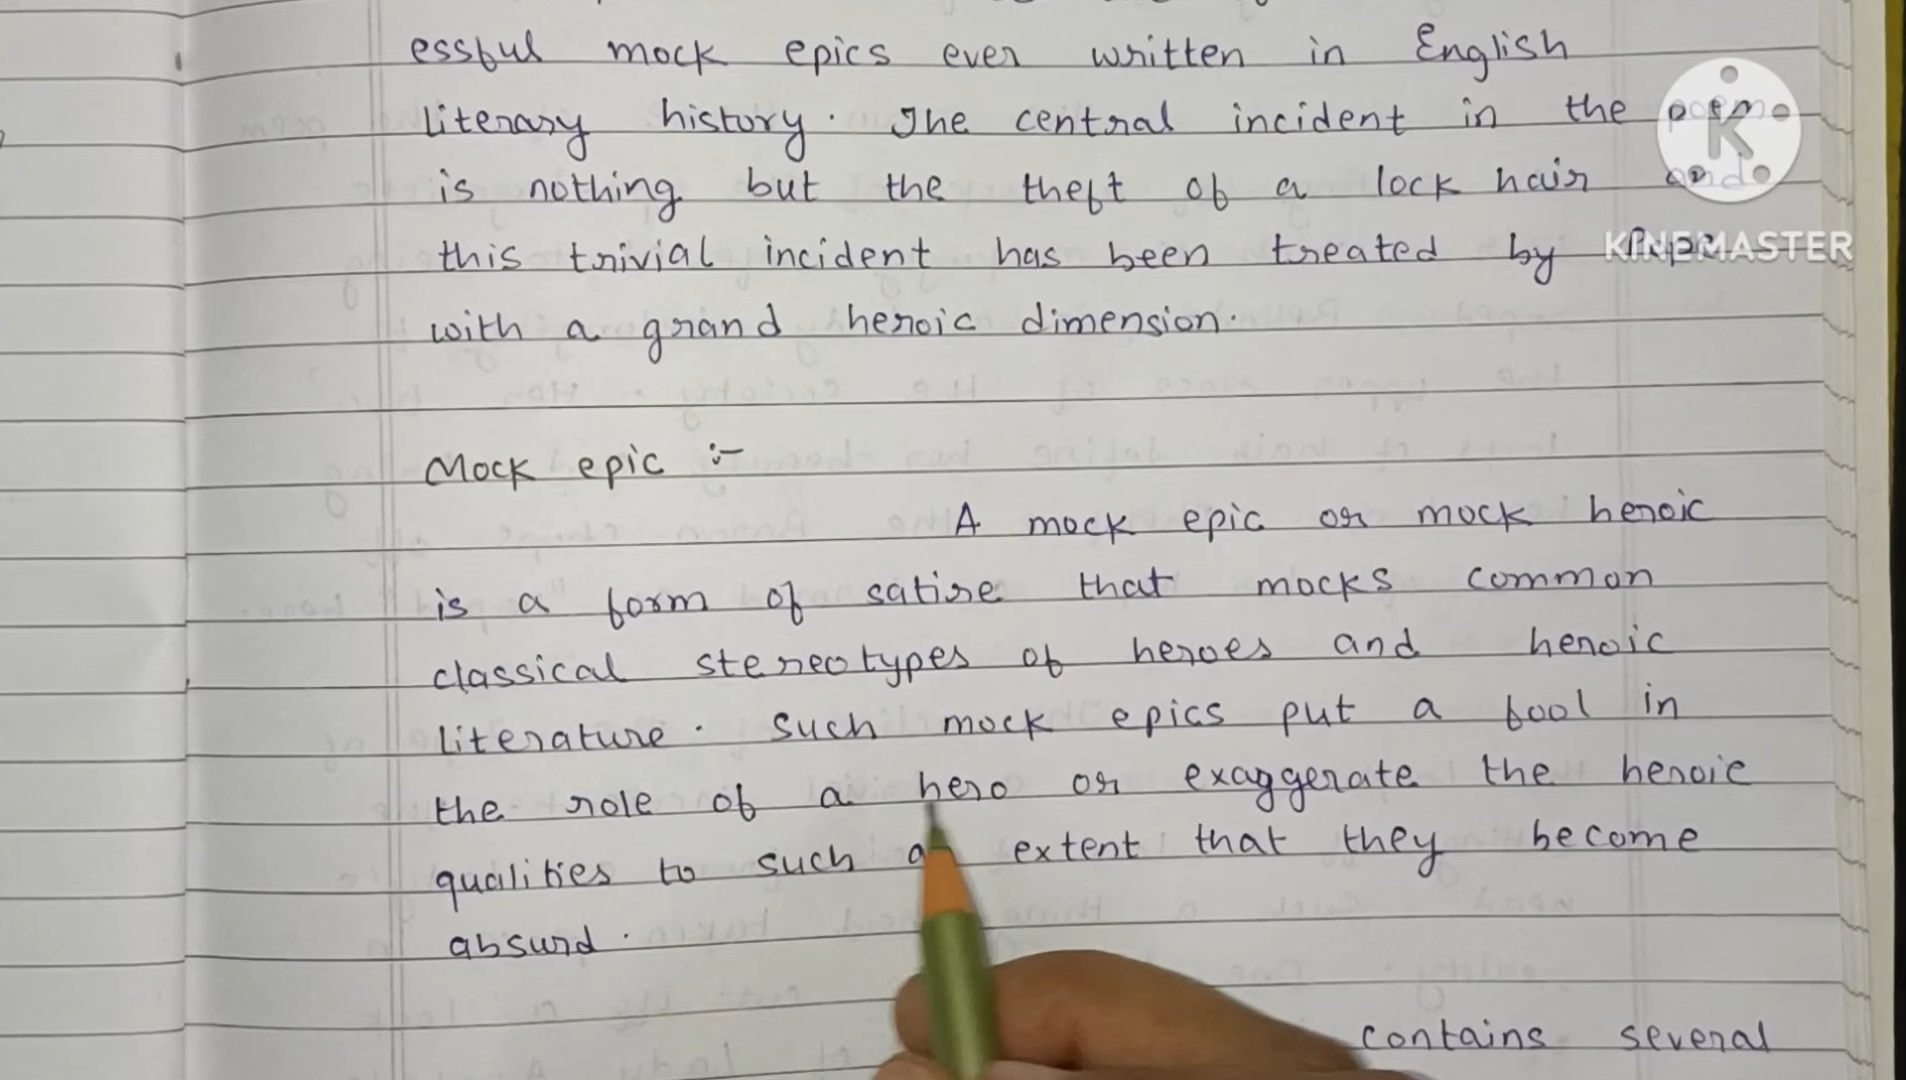 essful mock epics ever written in English
literary history. The central incident in the poem
is nothing but the theft of a lock hair and
this trivial incident has been treated by Pope
KINEMASTER
with a grand heroic dimension.
Mock epic :-
A mock epic or mock heroic
is a form of satire that mocks common
classical stereotypes of heroes and heroic
literature. Such mock epics put a fool in
the role of a hero or exaggerate the heroic
qualities to such an extent that they become
absurd.
contains several